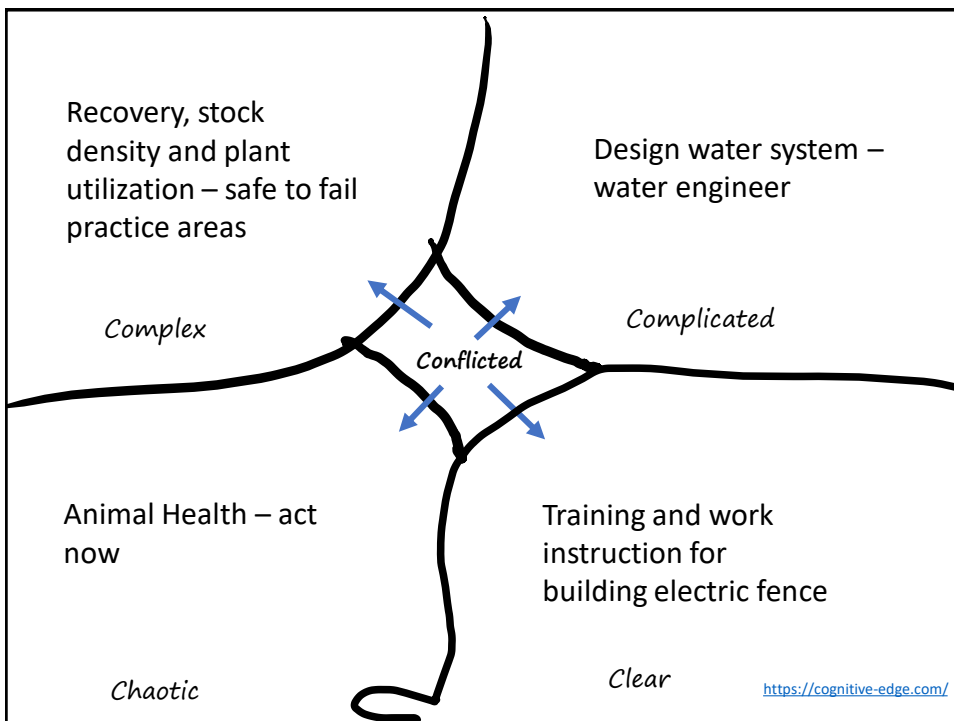 Recovery, stock
density and plant
utilization – safe to fail
practice areas
Complex
Design water system –
water engineer
Complicated
Conflicted
Animal Health – act
now
Chaotic
Training and work
instruction for
building electric fence
Clear
https://cognitive-edge.com/